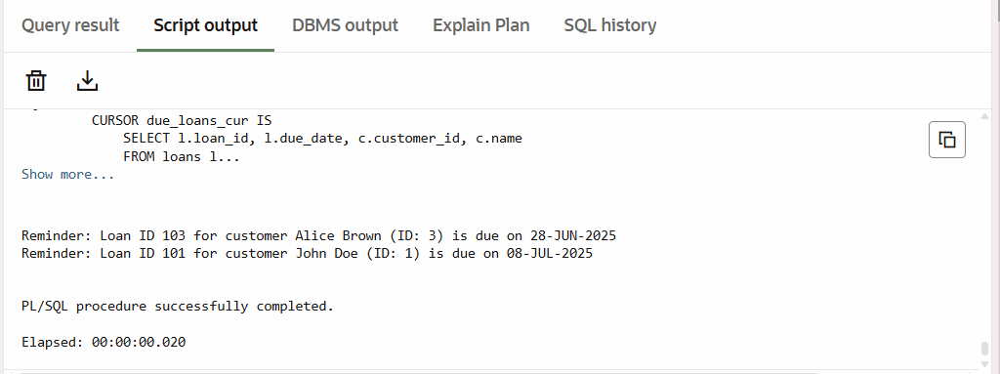 Query result Script output DBMS output Explain Plan SQL history
CURSOR due_loans_cur IS
SELECT l.loan_id, l.due_date, c.customer_id, c.name
FROM loans l...
Show more...
Reminder: Loan ID 103 for customer Alice Brown (ID: 3) is due on 28-JUN-2025
Reminder: Loan ID 101 for customer John Doe (ID: 1) is due on 08-JUL-2025
PL/SQL procedure successfully completed.
Elapsed: 00:00:00.020